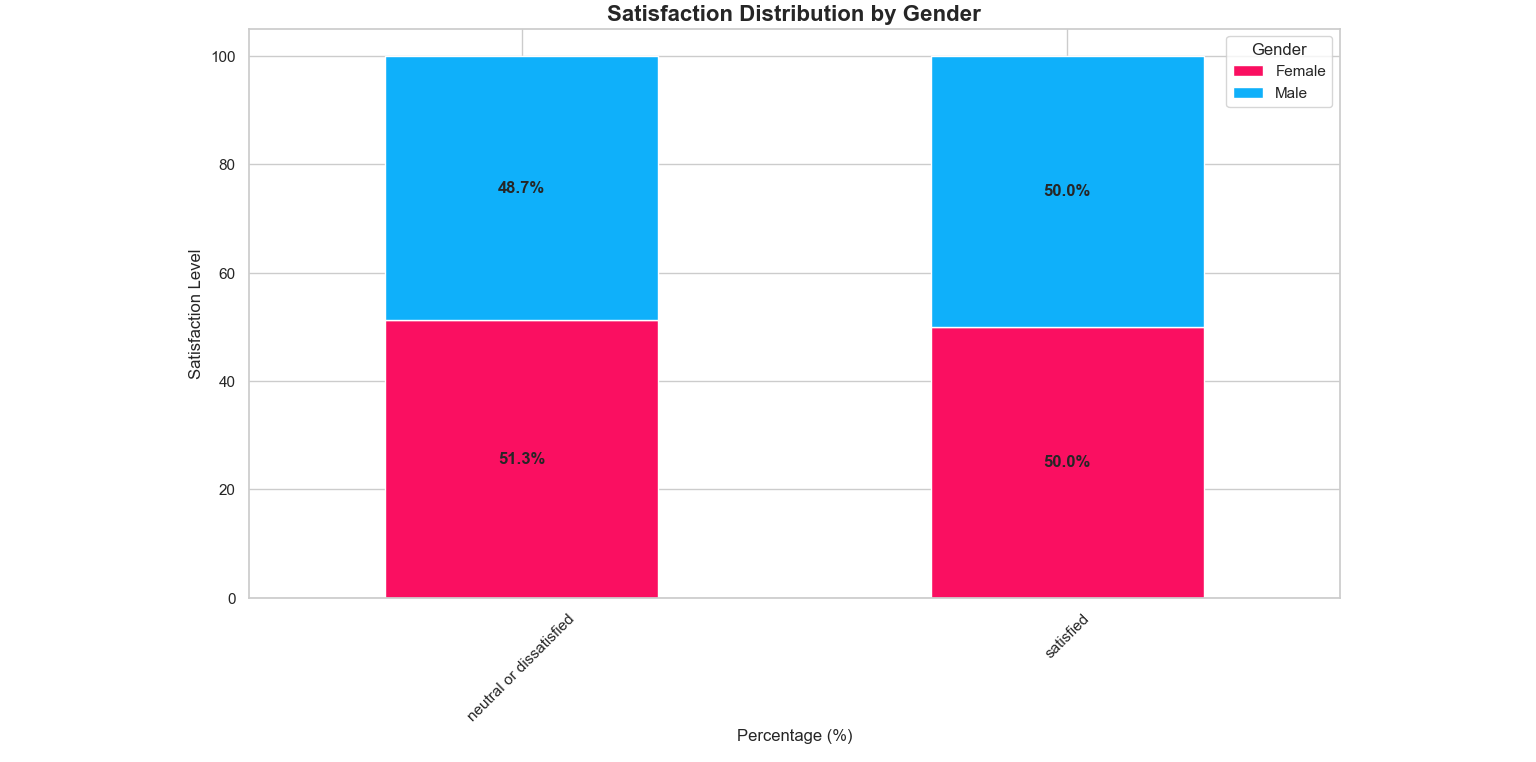 Satisfaction Distribution by Gender
Gender
Female
Male
100
80
60
40
20
0
Satisfaction Level
48.7%
50.0%
51.3%
50.0%
neutral or dissatisfied
satisfied
Percentage (%)